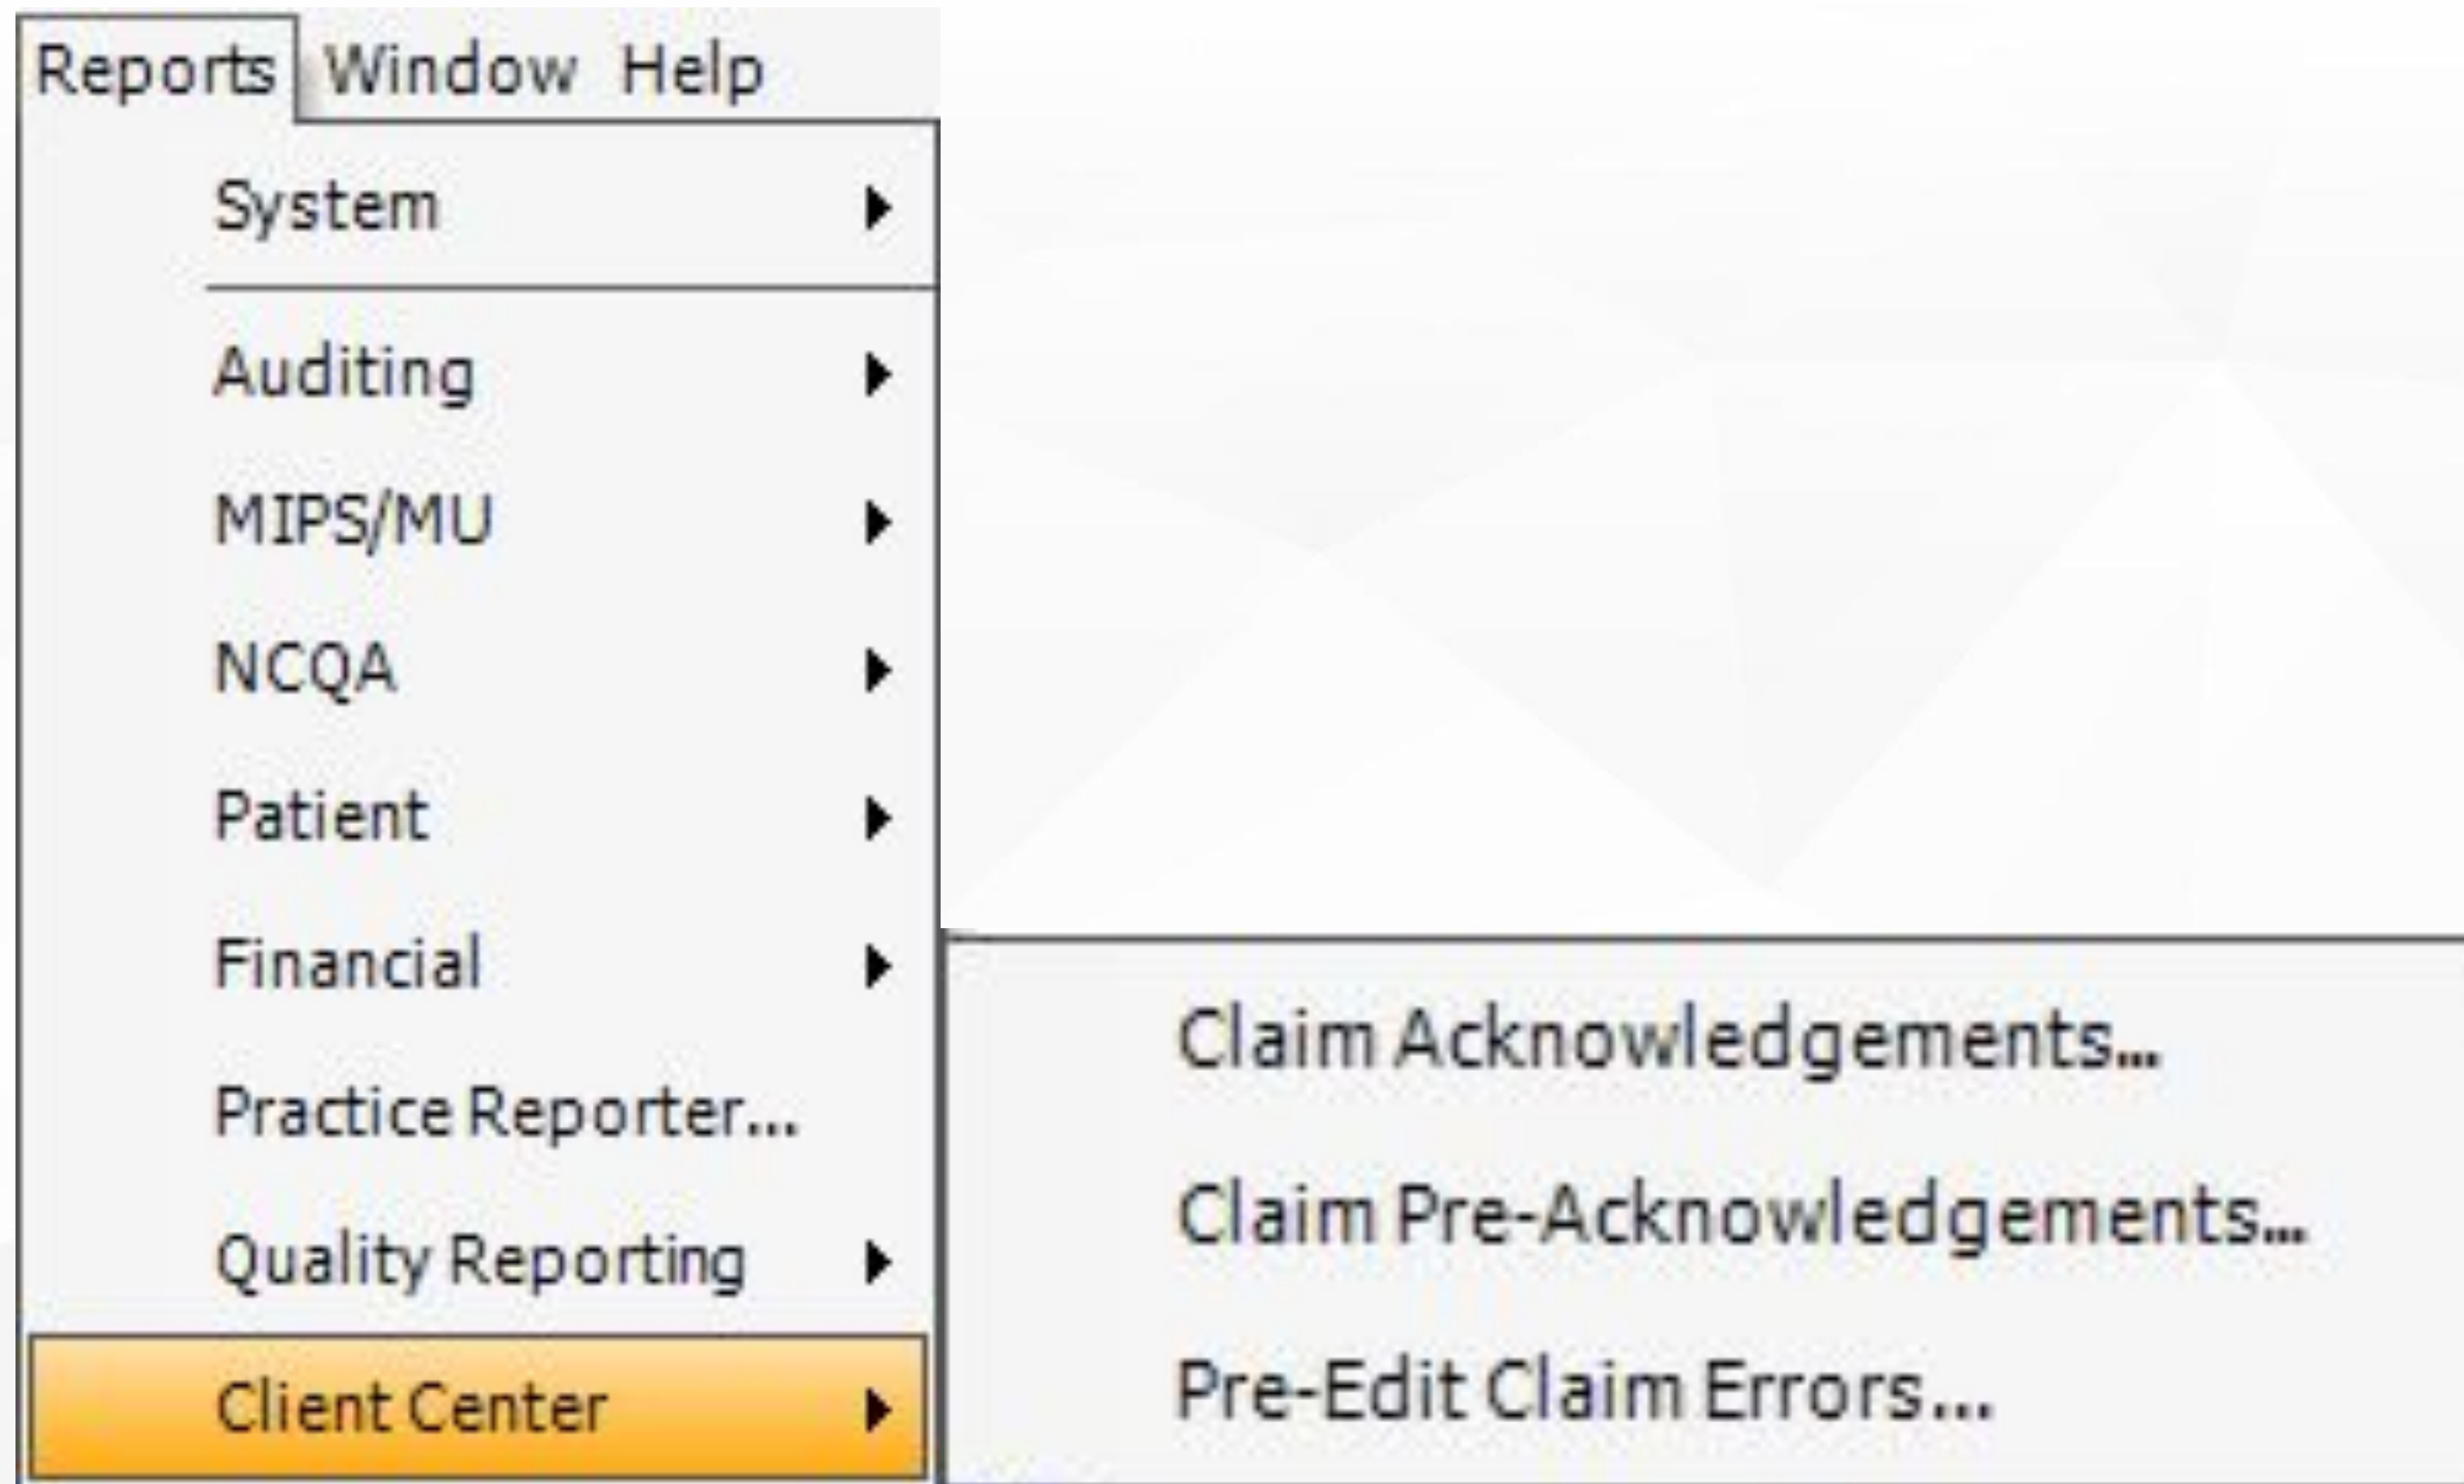 Reports Window Help
System
Auditing
MIPS/MU
NCQA
Patient
Financial
Practice Reporter...
Quality Reporting
Client Center
Claim Acknowledgements...
Claim Pre-Acknowledgements...
Pre-Edit Claim Errors...